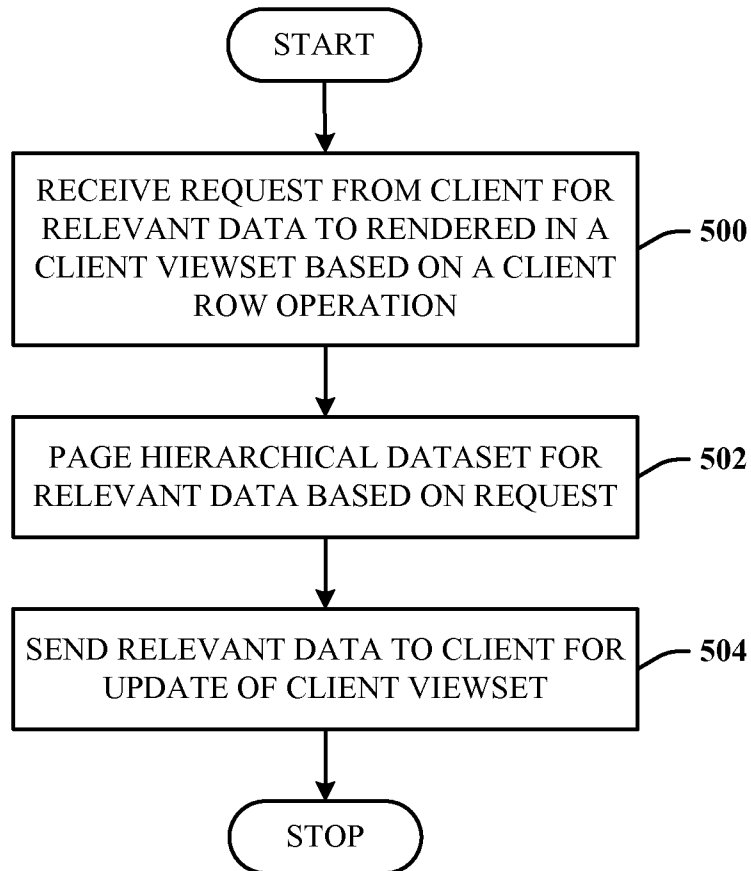 START
RECEIVE REQUEST FROM CLIENT FOR
RELEVANT DATA TO RENDERED IN A
CLIENT VIEWSET BASED ON A CLIENT
ROW OPERATION
500
PAGE HIERARCHICAL DATASET FOR
RELEVANT DATA BASED ON REQUEST
502
SEND RELEVANT DATA TO CLIENT FOR
UPDATE OF CLIENT VIEWSET
504
STOP